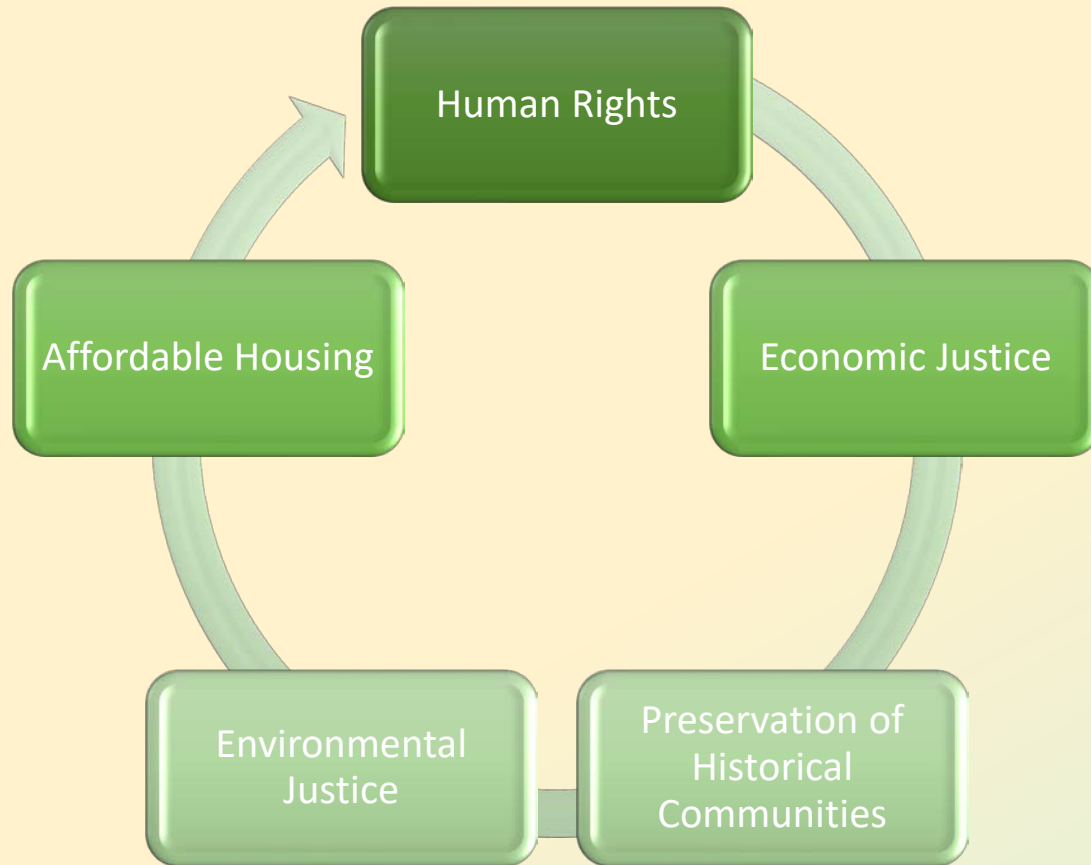 Human Rights
Economic Justice
Preservation of
Historical
Communities
Environmental
Justice
Affordable Housing